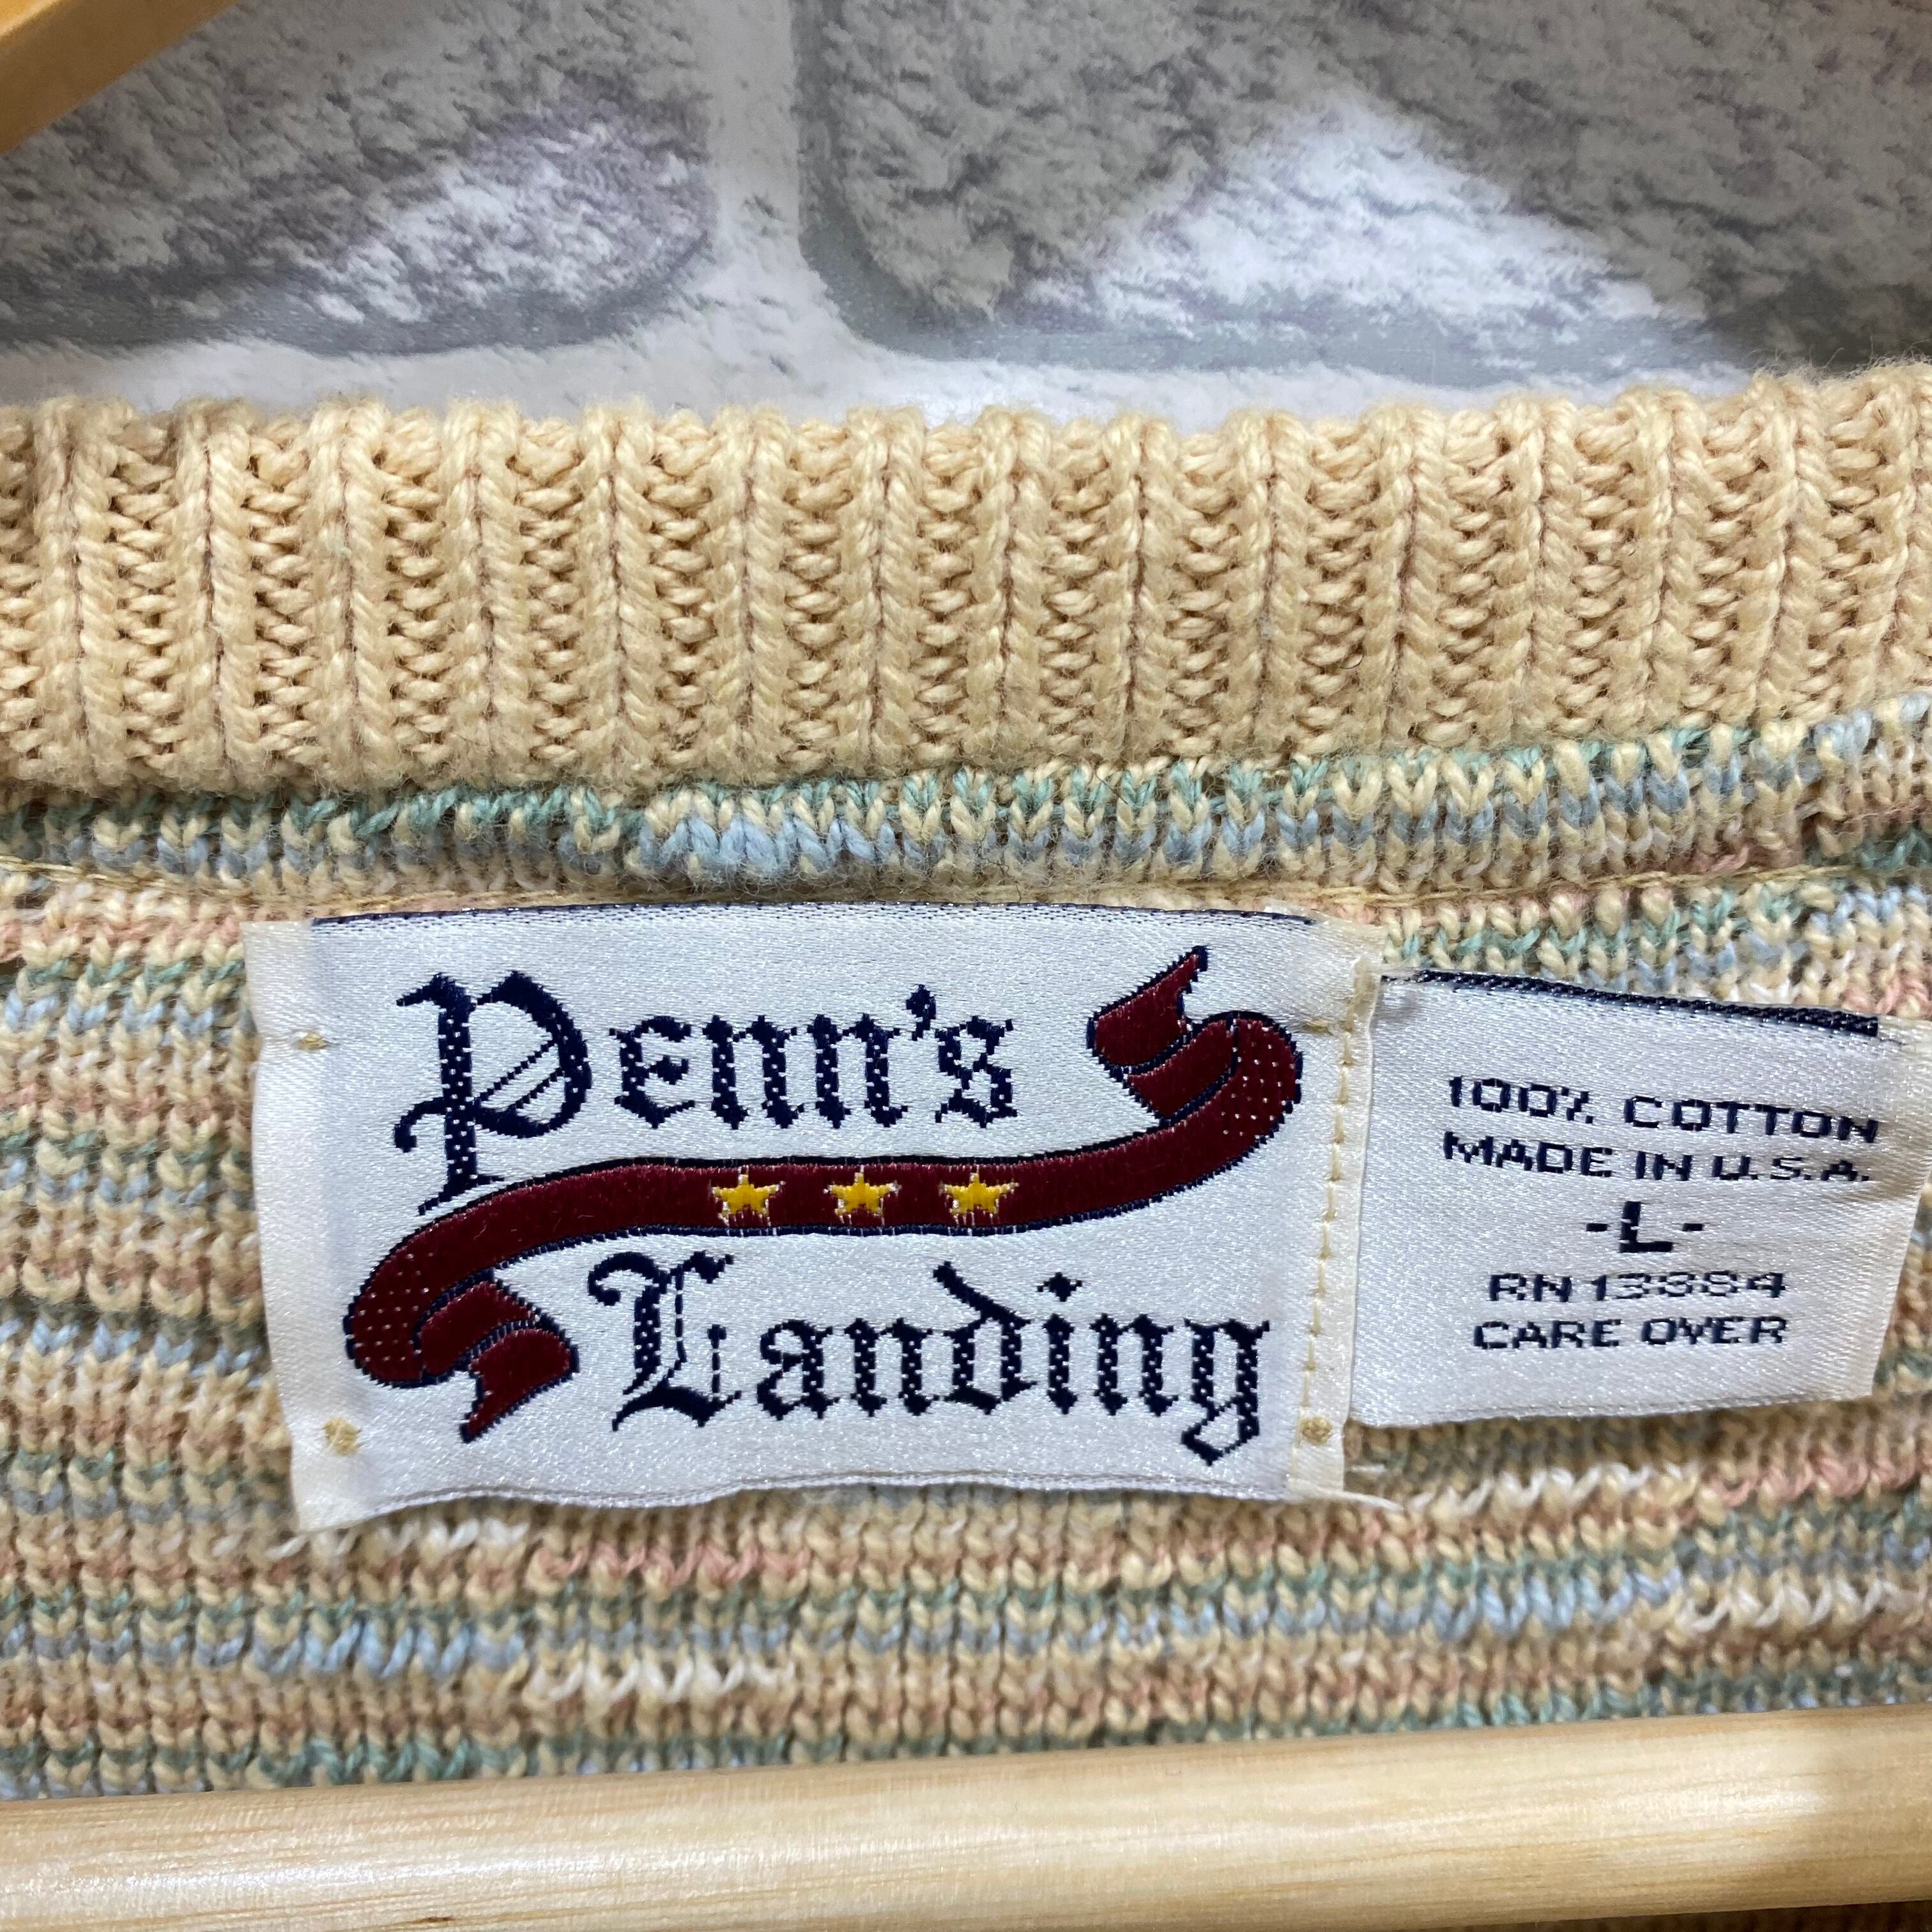 Penn's
Landing
100% COTTON
MADE IN U.S.A.
-L-
RN 13384
CARE OVER